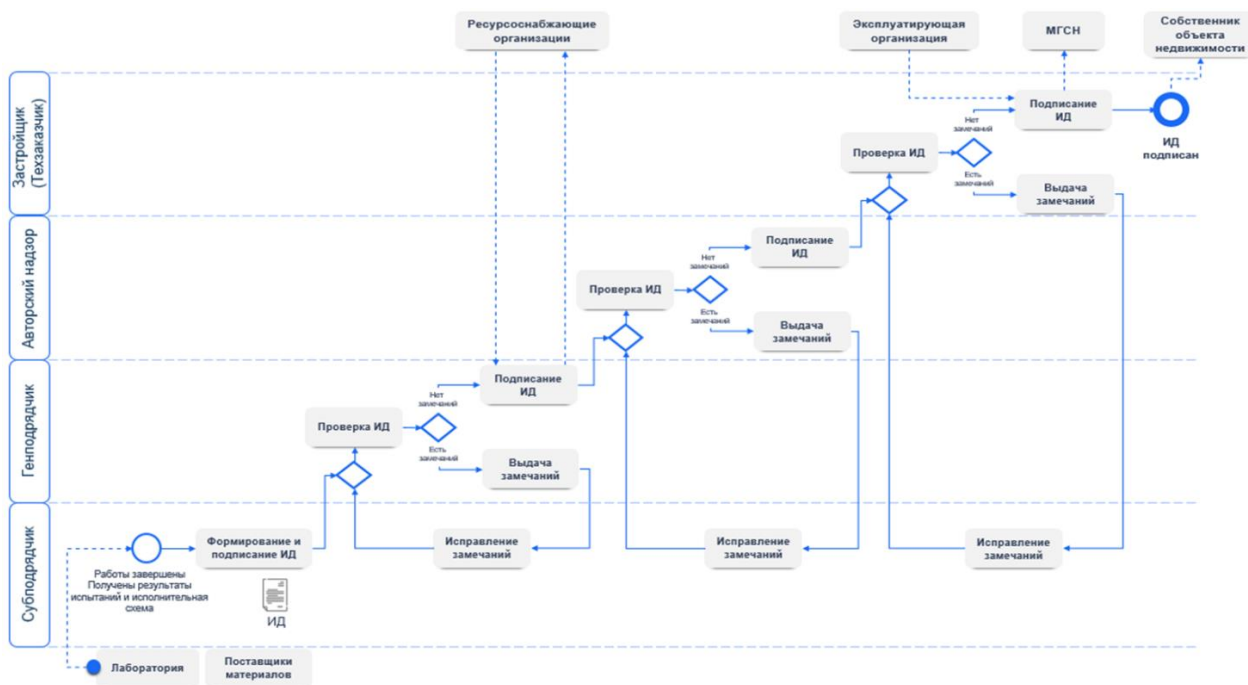 Ресурсоснабжающие
организации
Эксплуатирующая
организация
МГСН
Собственник
объекта
недвижимости
Застройщик
(Техзаказчик)
Подписание
ИД
ИД
подписан
Нет
замечаний
Проверка ИД
Есть
замечаний
Выдача
замечаний
Авторский надзор
Подписание
ИД
Нет
замечаний
Проверка ИД
Есть
замечаний
Выдача
замечаний
Генподрядчик
Подписание
ИД
Нет
замечаний
Проверка ИД
Есть
замечаний
Выдача
замечаний
Субподрядчик
Формирование и
подписание ИД
Исправление
замечаний
Исправление
замечаний
Исправление
замечаний
Работы завершены
Получены результаты
испытаний и исполнительная
схема
ИД
Лаборатория
Поставщики
материалов